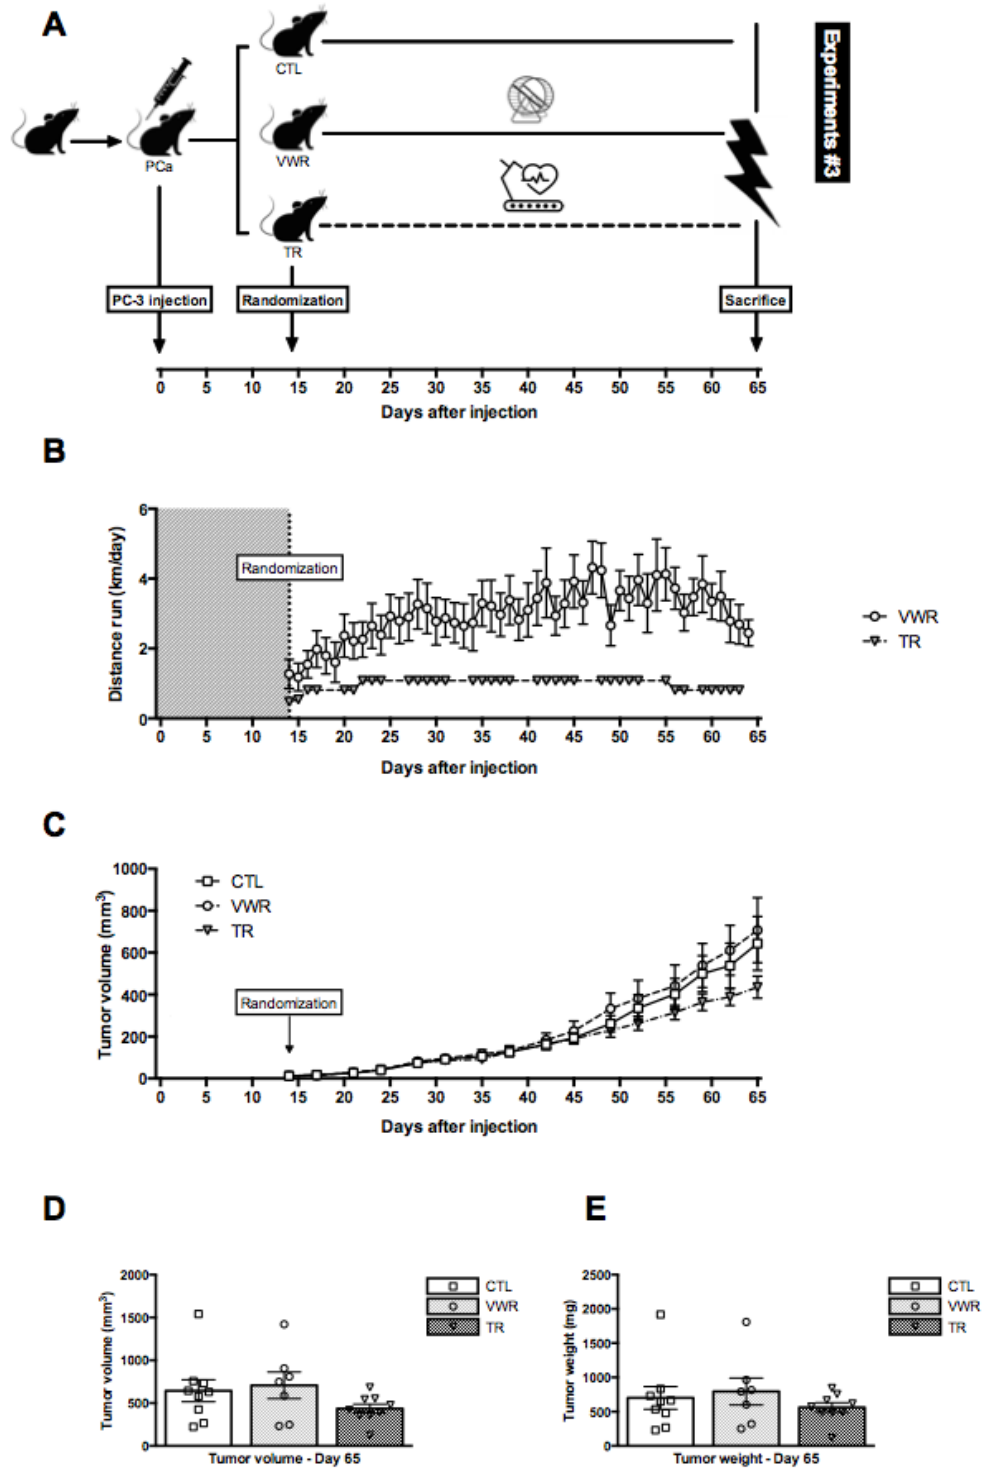 A
CTL
Experiments #3
PCa
VWR
TR
PC-3 injection
Randomization
Sacrifice
0 5 10 15 20 25 30 35 40 45 50 55 60 65
Days after injection
B
Distance run (km/day)
6
4
2
0
Randomization
VWR
TR
0 5 10 15 20 25 30 35 40 45 50 55 60 65
Days after injection
C
Tumor volume (mm³)
1000
800
600
400
200
0
CTL
VWR
TR
Randomization
0 5 10 15 20 25 30 35 40 45 50 55 60 65
Days after injection
D
Tumor volume (mm³)
2000
1500
1000
500
0
CTL
VWR
TR
Tumor volume - Day 65
E
Tumor weight (mg)
2500
2000
1500
1000
500
0
CTL
VWR
TR
Tumor weight - Day 65